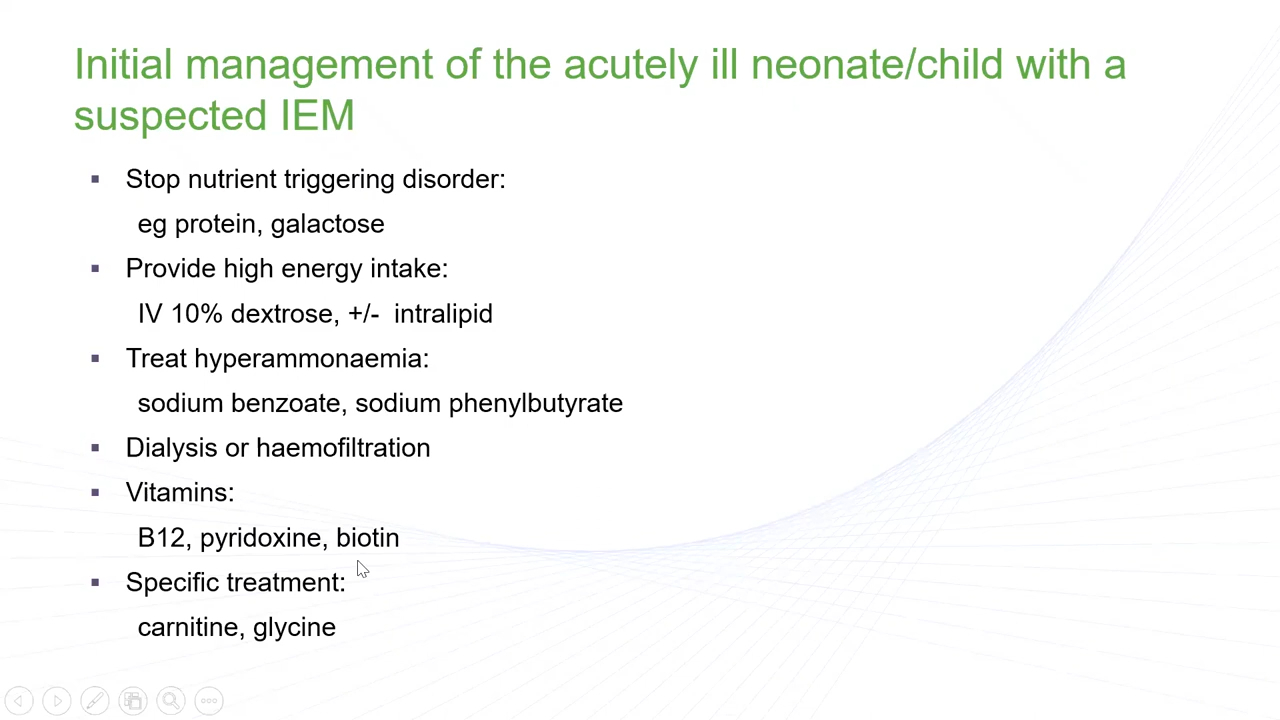 Initial management of the acutely ill neonate/child with a
suspected IEM
▪ Stop nutrient triggering disorder:
eg protein, galactose
▪ Provide high energy intake:
IV 10% dextrose, +/- intralipid
▪ Treat hyperammonaemia:
sodium benzoate, sodium phenylbutyrate
▪ Dialysis or haemofiltration
▪ Vitamins:
B12, pyridoxine, biotin
▪ Specific treatment:
carnitine, glycine